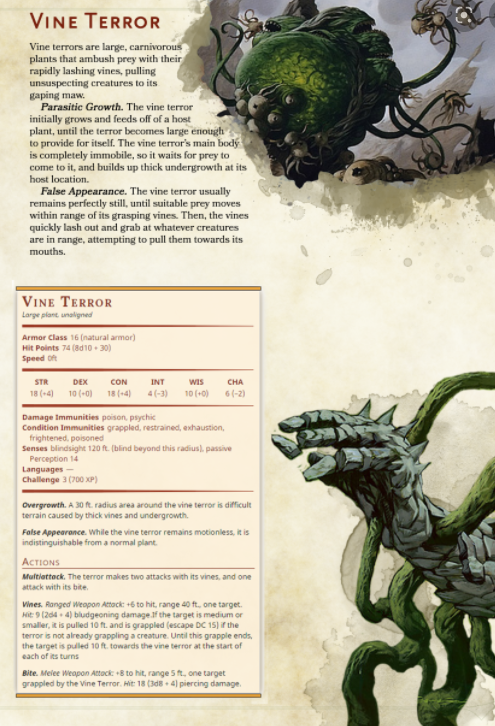 VINE TERROR
Vine terrors are large, carnivorous
plants that ambush prey with their
rapidly lashing vines, pulling
unsuspecting creatures to its
gaping maw.
Parasitic Growth. The vine terror
initially grows and feeds off of a host
plant, until the terror becomes large enough
to provide for itself. The vine terror's main body
is completely immobile, so it waits for prey to
come to it, and builds up thick undergrowth at its
host location.
False Appearance. The vine terror usually
remains perfectly still, until suitable prey moves
within range of its grasping vines. Then, the vines
quickly lash out and grab at whatever creatures
are in range, attempting to pull them towards its
mouths.
VINE TERROR
Large plant, unaligned
Armor Class 16 (natural armor)
Hit Points 74 (8d10 + 30)
Speed 0ft
STR DEX CON INT WIS CHA
18 (+4) 10 (+0) 18 (+4) 4 (−3) 10 (+0) 6 (−2)
Damage Immunities poison, psychic
Condition Immunities grappled, restrained, exhaustion,
frightened, poisoned
Senses blindsight 120 ft. (blind beyond this radius), passive
Perception 14
Languages —
Challenge 3 (700 XP)
Overgrowth. A 30 ft. radius area around the vine terror is difficult
terrain caused by thick vines and undergrowth.
False Appearance. While the vine terror remains motionless, it is
indistinguishable from a normal plant.
ACTIONS
Multiattack. The terror makes two attacks with its vines, and one
attack with its bite.
Vines. Ranged Weapon Attack: +6 to hit, range 40 ft., one target.
Hit: 9 (2d4 + 4) bludgeoning damage.If the target is medium or
smaller, it is pulled 10 ft. and is grappled (escape DC 15) if the
terror is not already grappling a creature. Until this grapple ends,
the target is pulled 10 ft. towards the vine terror at the start of
each of its turns
Bite. Melee Weapon Attack: +8 to hit, range 5 ft., one target
grappled by the Vine Terror. Hit: 18 (3d8 + 4) piercing damage.